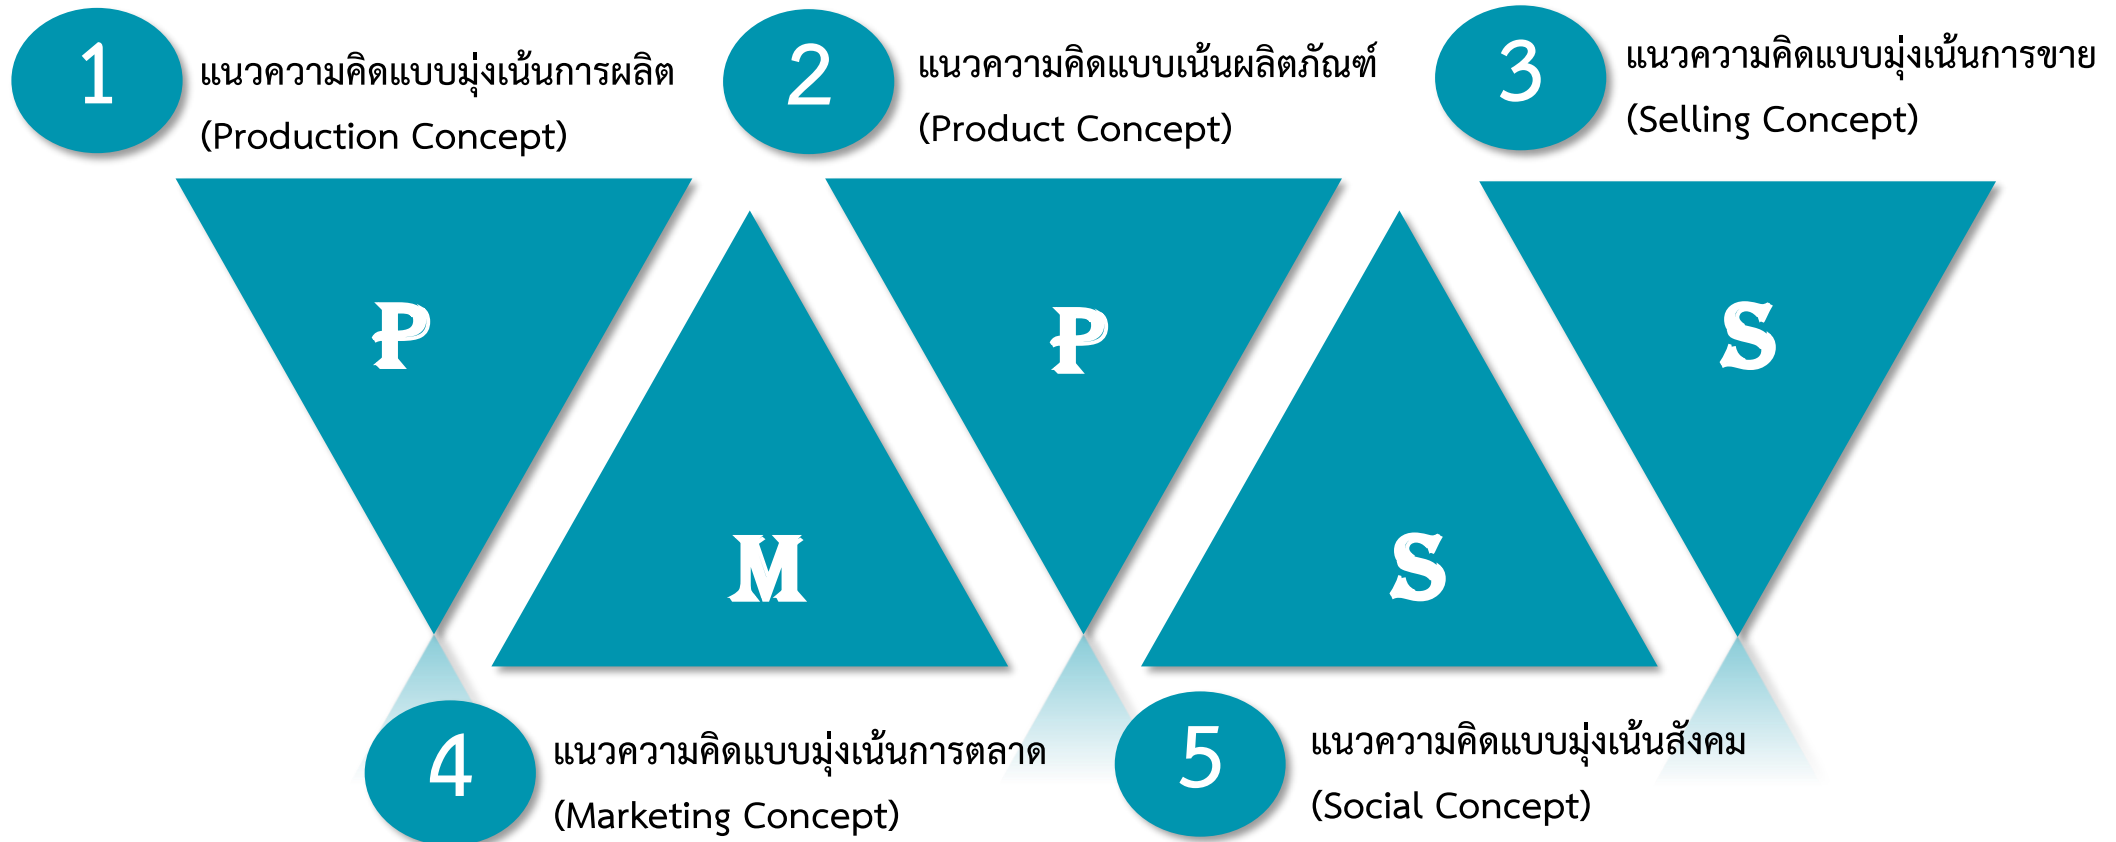 1
แนวความคิดแบบมุ่งเน้นการผลิต
(Production Concept)
2
แนวความคิดแบบเน้นผลิตภัณฑ์
(Product Concept)
3
แนวความคิดแบบมุ่งเน้นการขาย
(Selling Concept)
P
P
S
M
S
4
แนวความคิดแบบมุ่งเน้นการตลาด
(Marketing Concept)
5
แนวความคิดแบบมุ่งเน้นสังคม
(Social Concept)